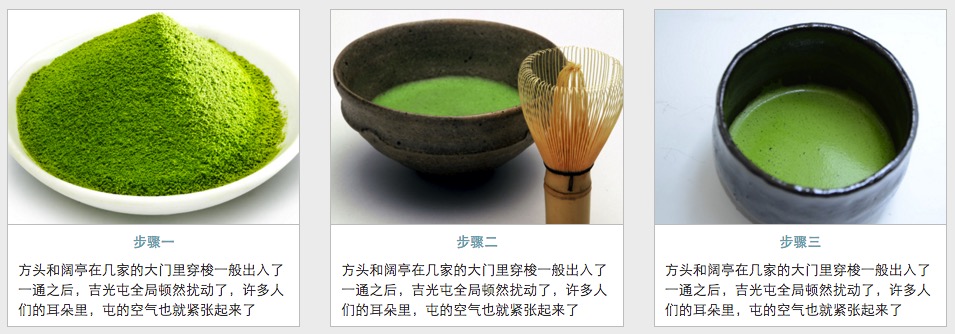 步骤一
方头和阔亭在几家的大门里穿梭一般出入了
一通之后，吉光屯全局顿然扰动了，许多人
们的耳朵里，屯的空气也就紧张起来了
步骤二
方头和阔亭在几家的大门里穿梭一般出入了
一通之后，吉光屯全局顿然扰动了，许多人
们的耳朵里，屯的空气也就紧张起来了
步骤三
方头和阔亭在几家的大门里穿梭一般出入了
一通之后，吉光屯全局顿然扰动了，许多人
们的耳朵里，屯的空气也就紧张起来了